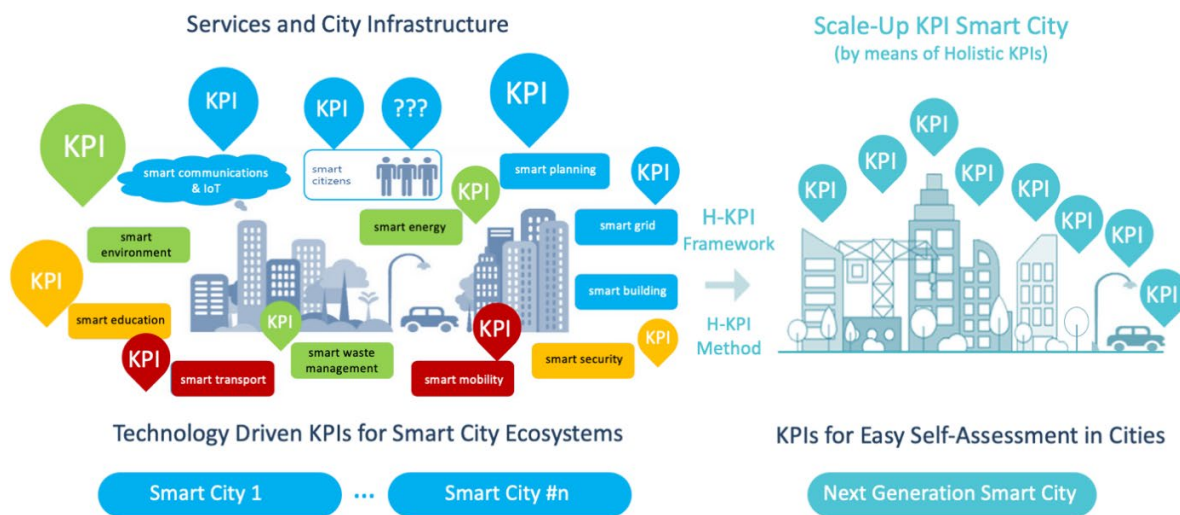 Services and City Infrastructure
Scale-Up KPI Smart City
(by means of Holistic KPIs)
KPI
KPI
???
KPI
KPI
smart communications
& IoT
smart
citizens
smart planning
KPI
KPI
smart
environment
smart energy
smart grid
KPI
smart education
KPI
smart building
KPI
smart waste
management
KPI
smart security
KPI
smart transport
smart mobility
KPI
H-KPI
Framework
H-KPI
Method
KPI
KPI
KPI
KPI
KPI
KPI
KPI
KPI
Technology Driven KPIs for Smart City Ecosystems
KPIs for Easy Self-Assessment in Cities
Smart City 1
...
Smart City #n
Next Generation Smart City